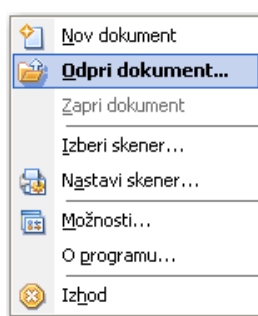 Nov dokument
Odpri dokument...
Zapri dokument
Izberi skener...
Nastavi skener...
Možnosti...
O programu...
Izhod